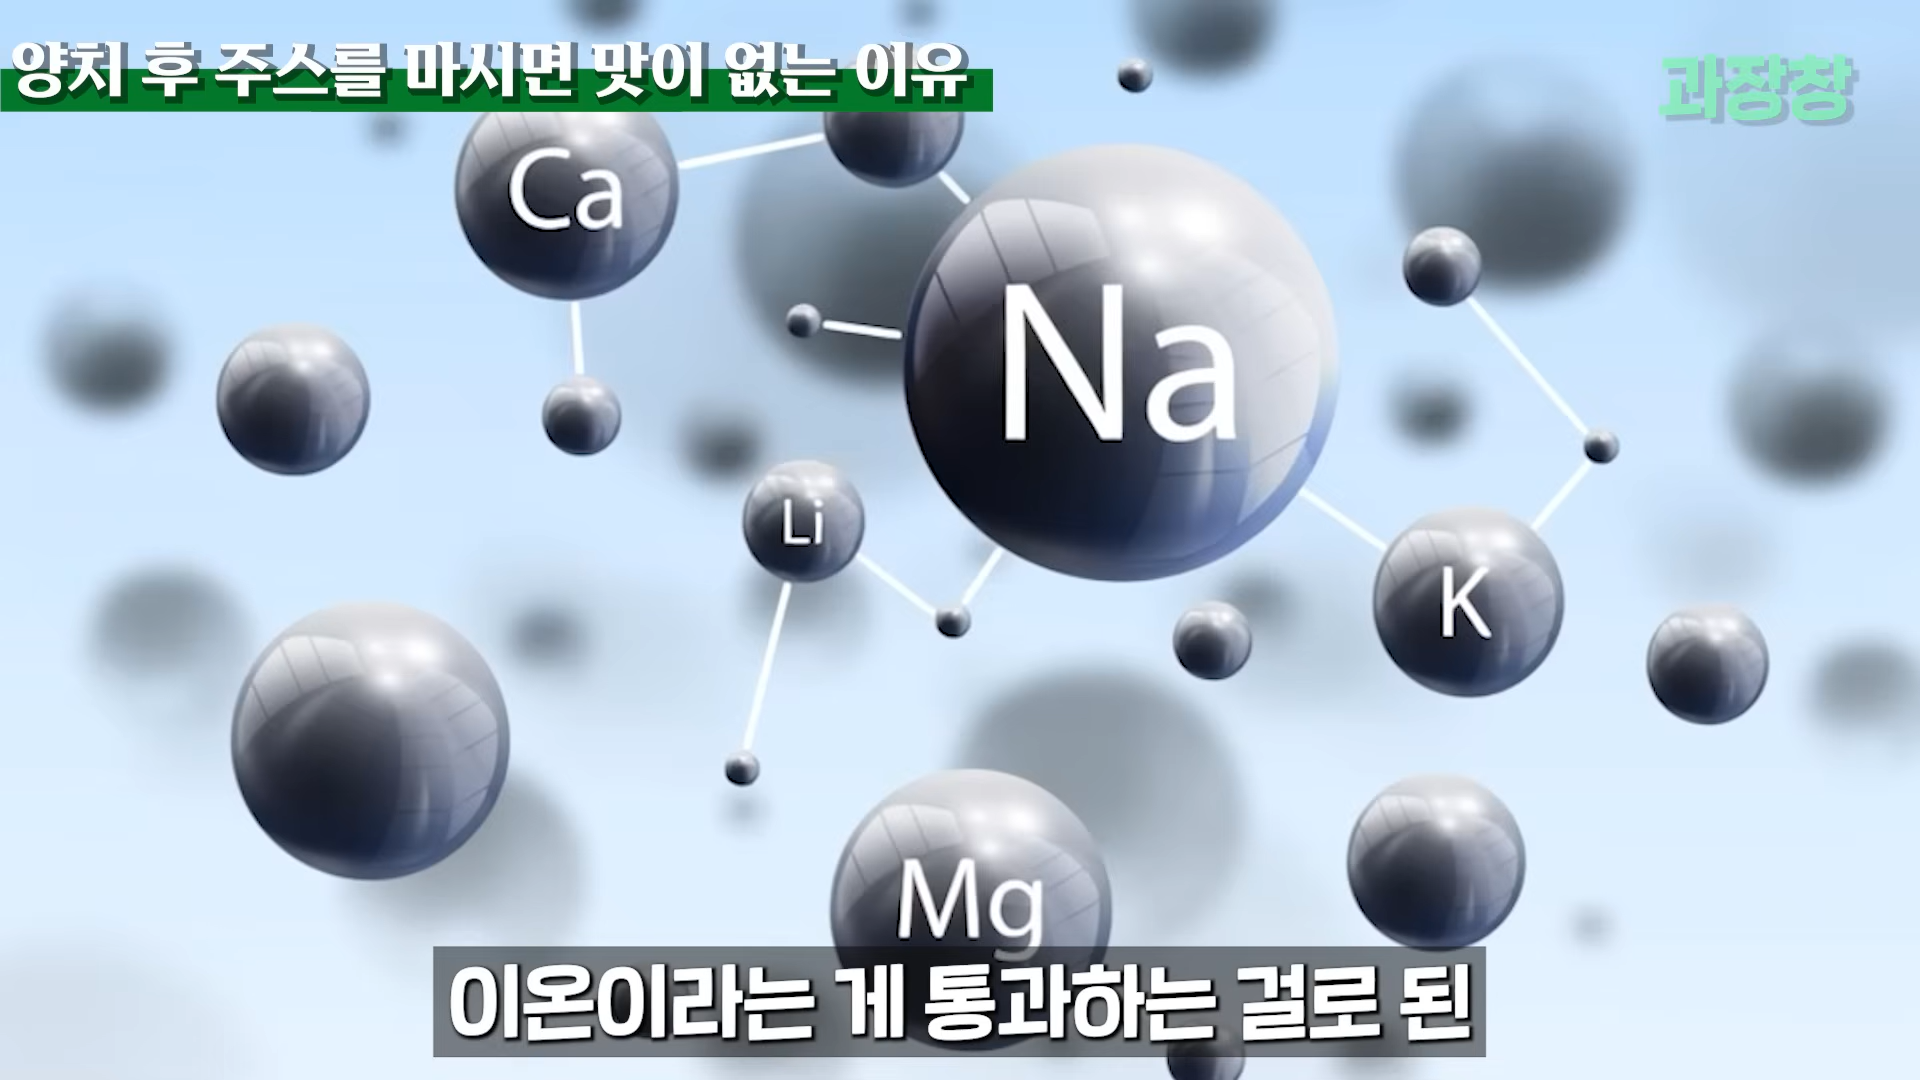 양치 후 주스를 마시면 맛이 없는 이유
과장창
Ca
Na
Li
K
Mg
이온이라는 게 통과하는 걸로 된